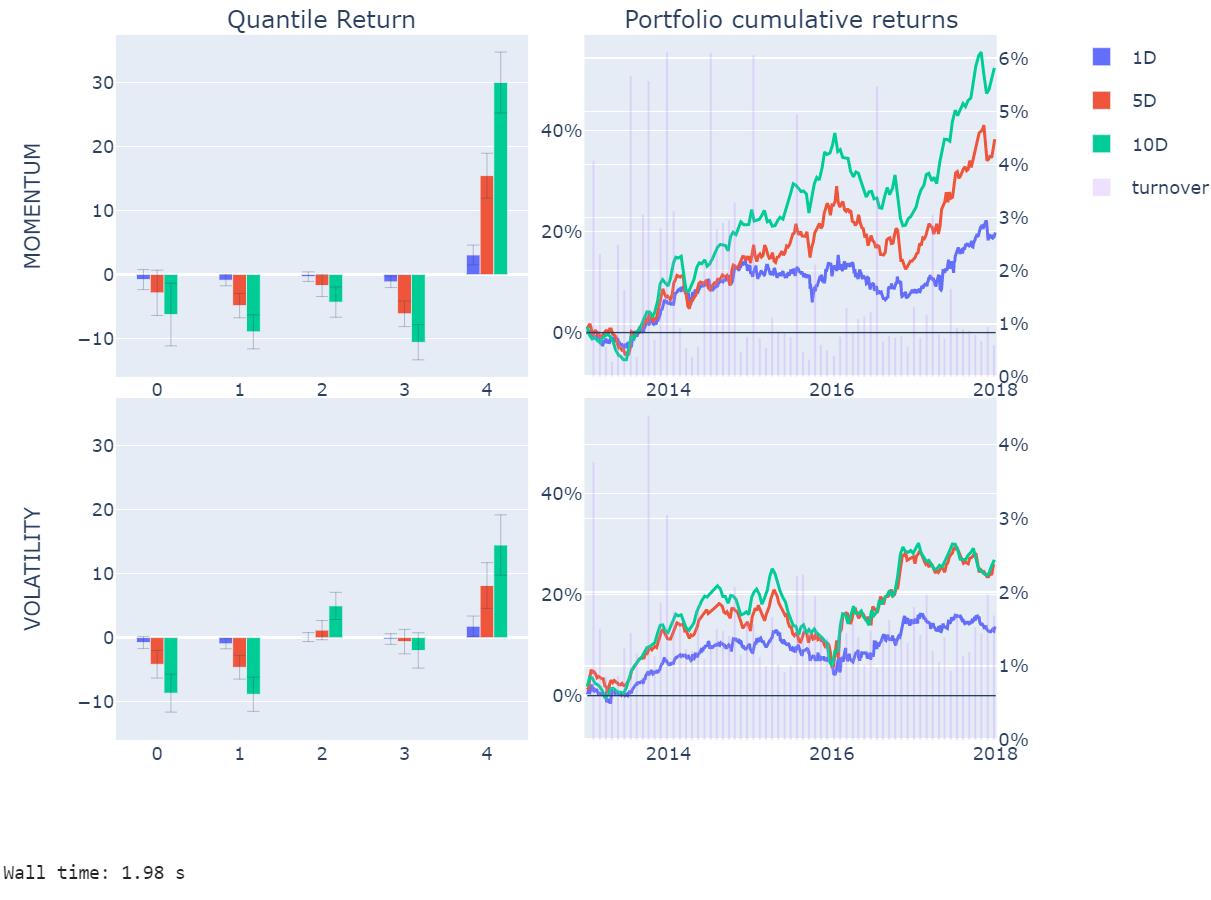 Quantile Return
Portfolio cumulative returns
MOMENTUM
30
20
10
0
−10
0 1 2 3 4
40%
20%
0%
6%
5%
4%
3%
2%
1%
0%
2014 2016 2018
1D
5D
10D
turnover
VOLATILITY
30
20
10
0
−10
0 1 2 3 4
40%
20%
0%
4%
3%
2%
1%
0%
2014 2016 2018
Wall time: 1.98 s